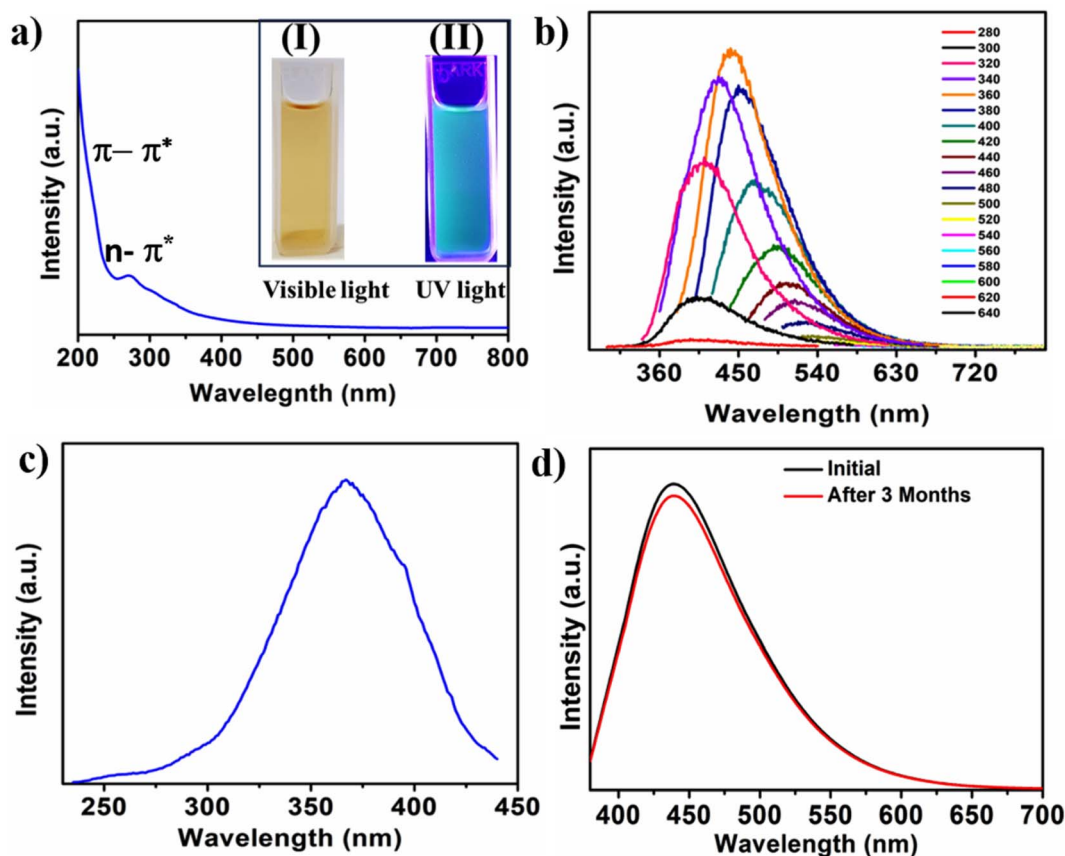 a)
(I)
(II)
π– π*
n- π*
Visible light
UV light
Intensity (a.u.)
200 300 400 500 600 700 800
Wavelegnth (nm)
b)
280
300
320
340
360
380
400
420
440
460
480
500
520
540
560
580
600
620
640
Intensity (a.u.)
360 450 540 630 720
Wavelength (nm)
c)
Intensity (a.u.)
250 300 350 400 450
Wavelength (nm)
d)
Initial
After 3 Months
Intensity (a.u.)
400 450 500 550 600 650 700
Wavelength (nm)